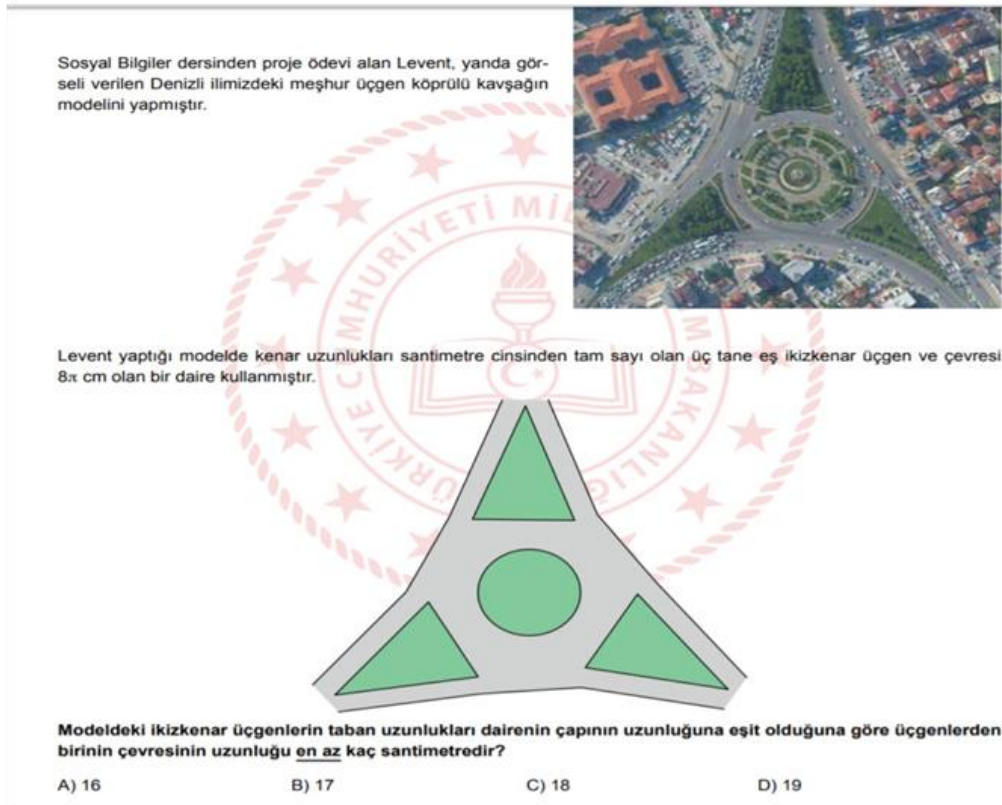 Sosyal Bilgiler dersinden proje ödevi alan Levent, yanda gör-
seli verilen Denizli ilimizdeki meşhur üçgen köprülü kavşağın
modelini yapmıştır.
Levent yaptığı modelde kenar uzunlukları santimetre cinsinden tam sayı olan üç tane eş ikizkenar üçgen ve çevresi
8π cm olan bir daire kullanmıştır.
Modeldeki ikizkenar üçgenlerin taban uzunlukları dairenin çapının uzunluğuna eşit olduğuna göre üçgenlerden
birinin çevresinin uzunluğu en az kaç santimetredir?
A) 16 B) 17 C) 18 D) 19